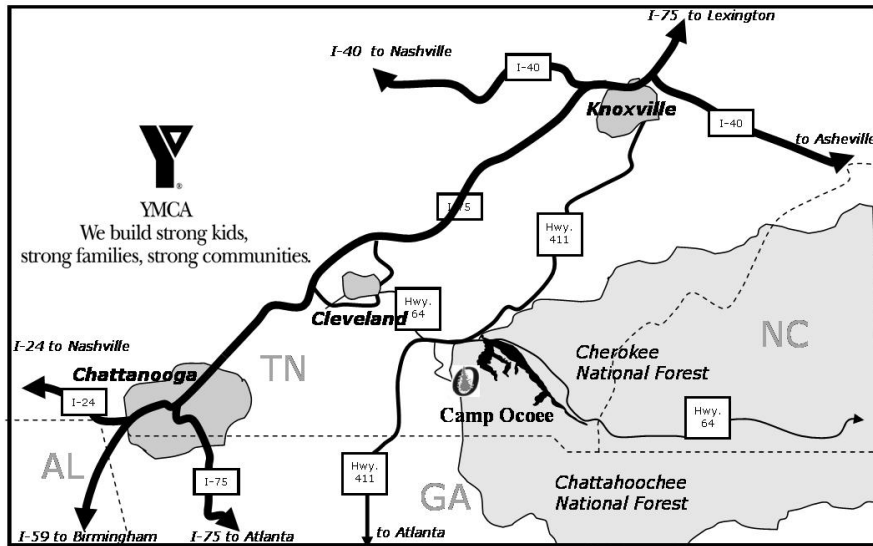 I-75 to Lexington
I-40 to Nashville
I-40
Knoxville
I-40
to Asheville
®
YMCA
We build strong kids,
strong families, strong communities.
I-75
Hwy.
411
Cleveland
Hwy.
64
NC
I-24 to Nashville
TN
Chattanooga
Cherokee
National Forest
I-24
Camp Ocoee
Hwy.
64
AL
Hwy.
411
I-75
GA
Chattahoochee
National Forest
I-59 to Birmingham
I-75 to Atlanta
to Atlanta